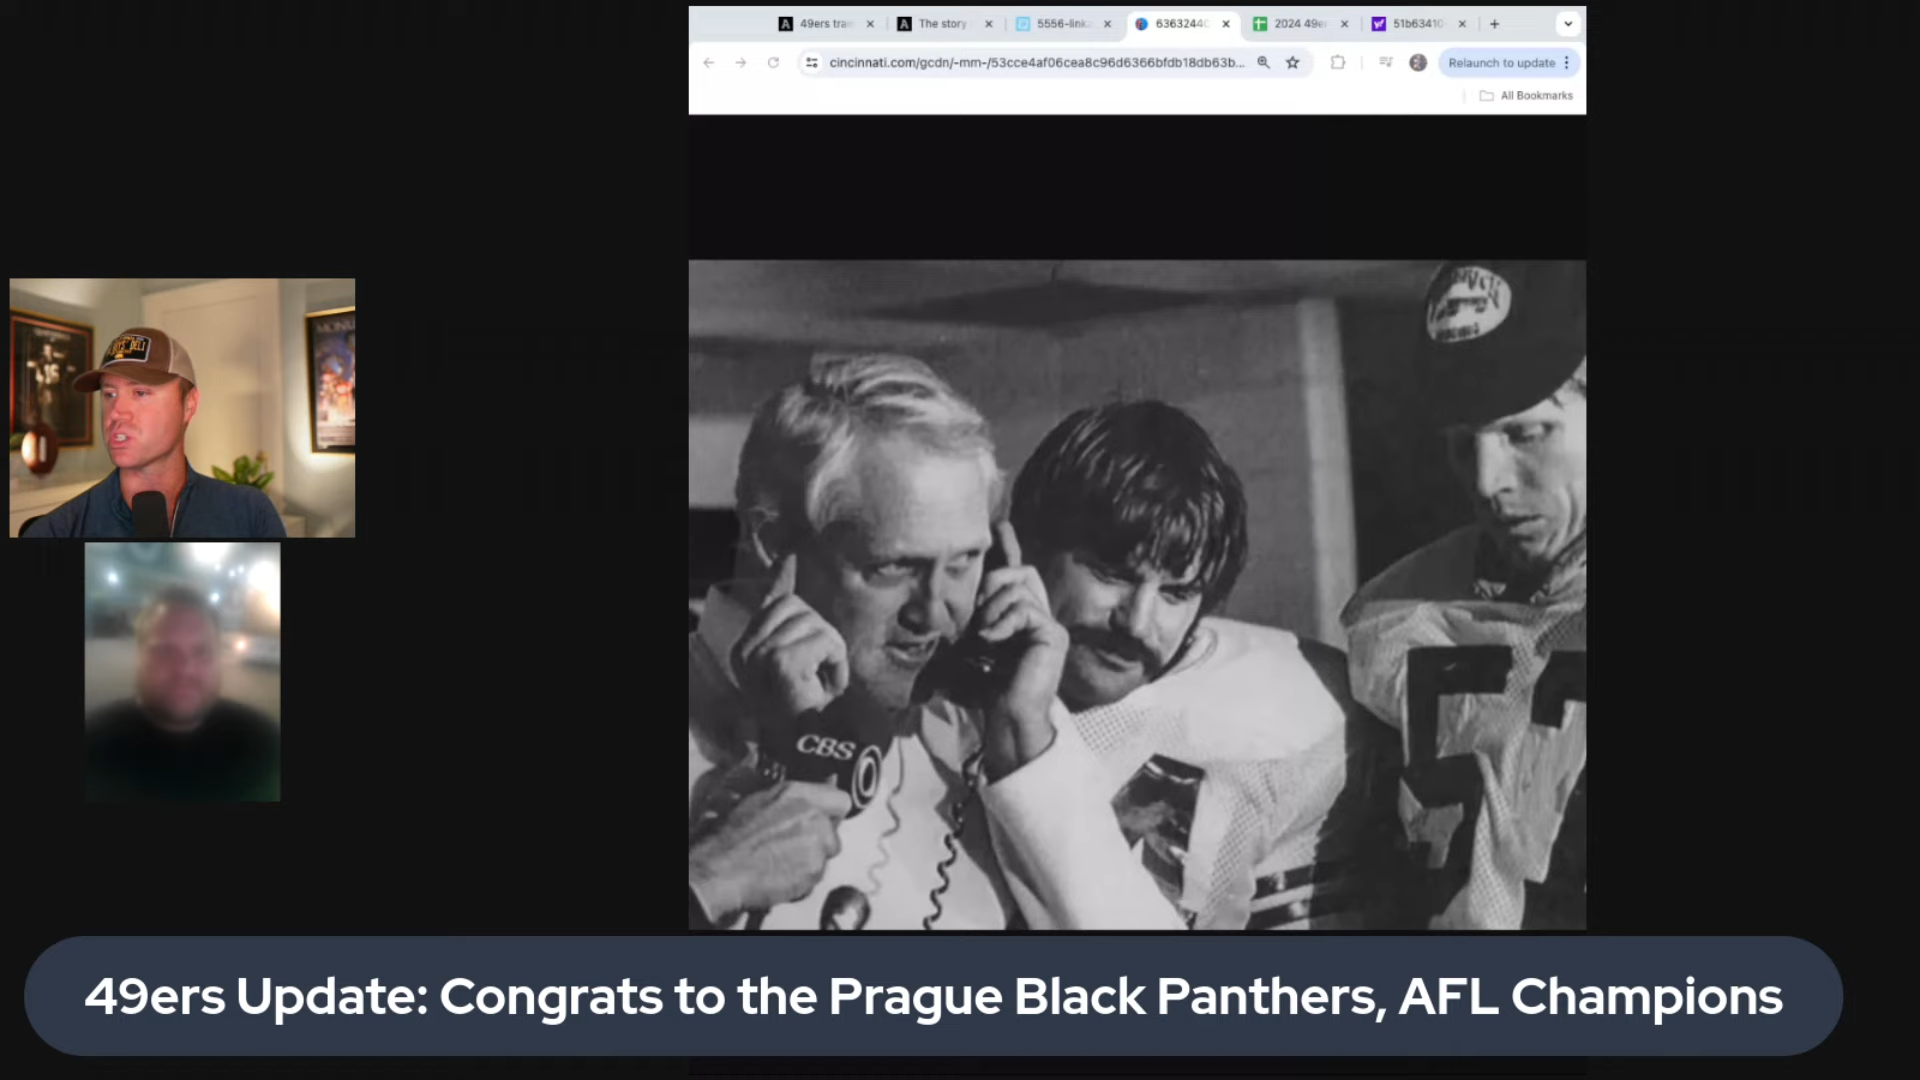 49ers trai
The story
5556-link.
63632440
2024 49er
51b63410-
cincinnati.com/gcdn/-mm-/53cce4af06cea8c96d6366bfdb18db63b...
Relaunch to update
All Bookmarks
CBS
49ers Update: Congrats to the Prague Black Panthers, AFL Champions